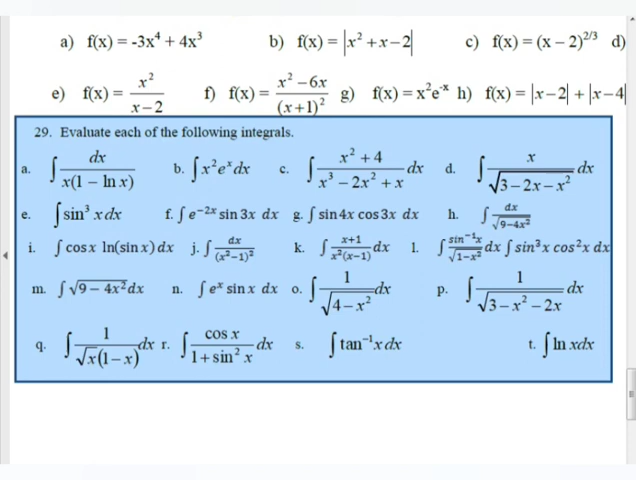 a) f(x) = -3x⁴ + 4x³ b) f(x) = |x² + x – 2| c) f(x) = (x – 2)^{2/3} d)
e) f(x) = x²/(x – 2) f) f(x) = (x² – 6x)/(x + 1)² g) f(x) = x²e⁻ˣ h) f(x) = |x – 2| + |x – 4|
29. Evaluate each of the following integrals.
a. ∫ dx/(x(1 – ln x)) b. ∫ x²eˣdx c. ∫ (x² + 4)/(x³ – 2x² + x) dx d. ∫ x/√(3 – 2x – x²) dx
e. ∫ sin³ x dx f. ∫ e^{-2x} sin 3x dx g. ∫ sin 4x cos 3x dx h. ∫ dx/√(9–4x²)
i. ∫ cos x ln(sin x) dx j. ∫ dx/(x²–1)² k. ∫ (x+1)/(x²(x–1)) dx l. ∫ sin⁻¹x/√(1–x²) dx ∫ sin³x cos²x dx
m. ∫ √(9 – 4x²) dx n. ∫ eˣ sin x dx o. ∫ 1/√(4 – x²) dx p. ∫ 1/√(3 – x² – 2x) dx
q. ∫ 1/(√x(1 – x)) dx r. ∫ cos x/(1 + sin² x) dx s. ∫ tan⁻¹x dx t. ∫ ln x dx